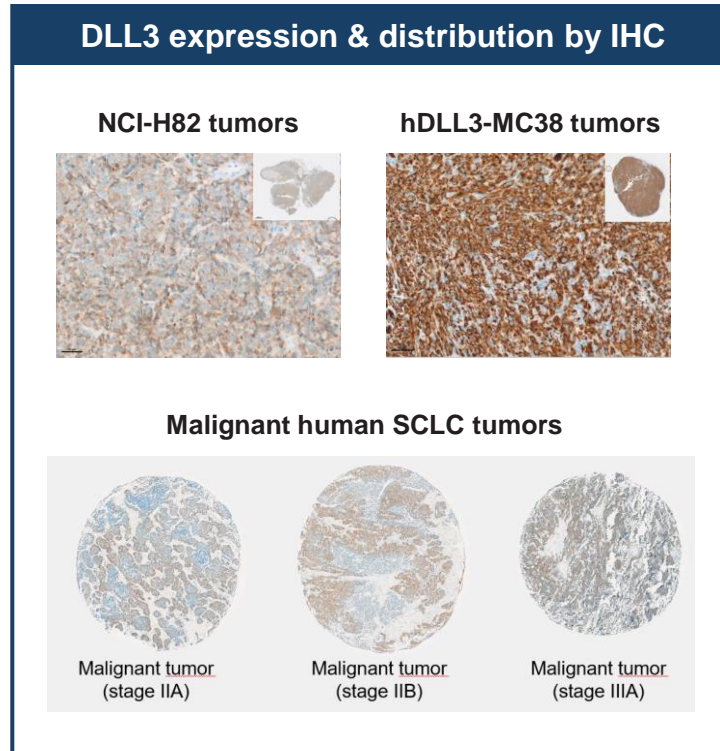 DLL3 expression & distribution by IHC
NCI-H82 tumors
hDLL3-MC38 tumors
Malignant human SCLC tumors
Malignant tumor
(stage IIA)
Malignant tumor
(stage IIB)
Malignant tumor
(stage IIIA)